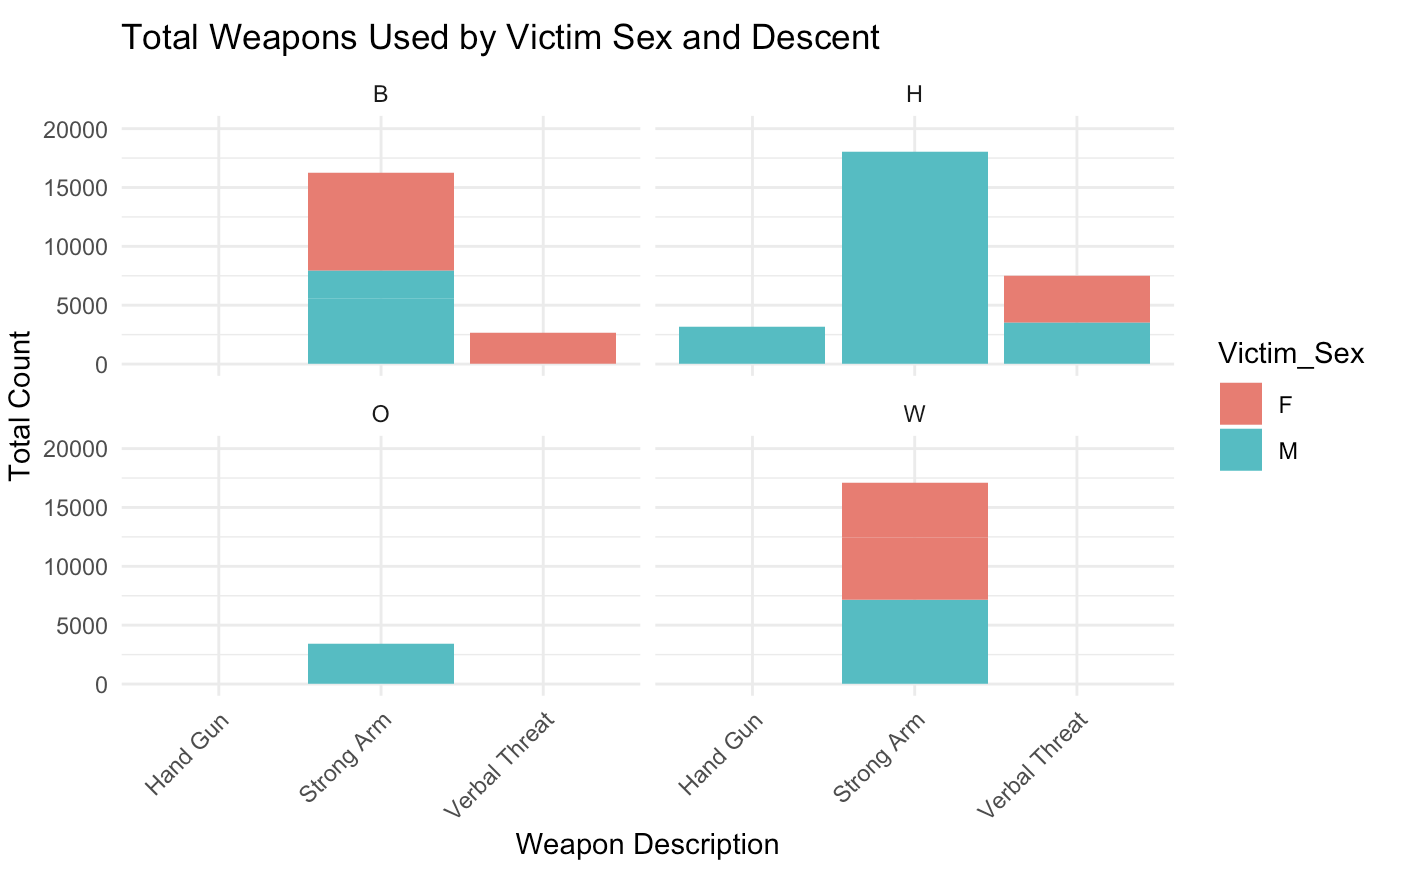 Total Weapons Used by Victim Sex and Descent
B
H
20000
15000
10000
5000
0
O
W
20000
15000
10000
5000
0
Total Count
Hand Gun
Strong Arm
Verbal Threat
Hand Gun
Strong Arm
Verbal Threat
Weapon Description
Victim_Sex
F
M